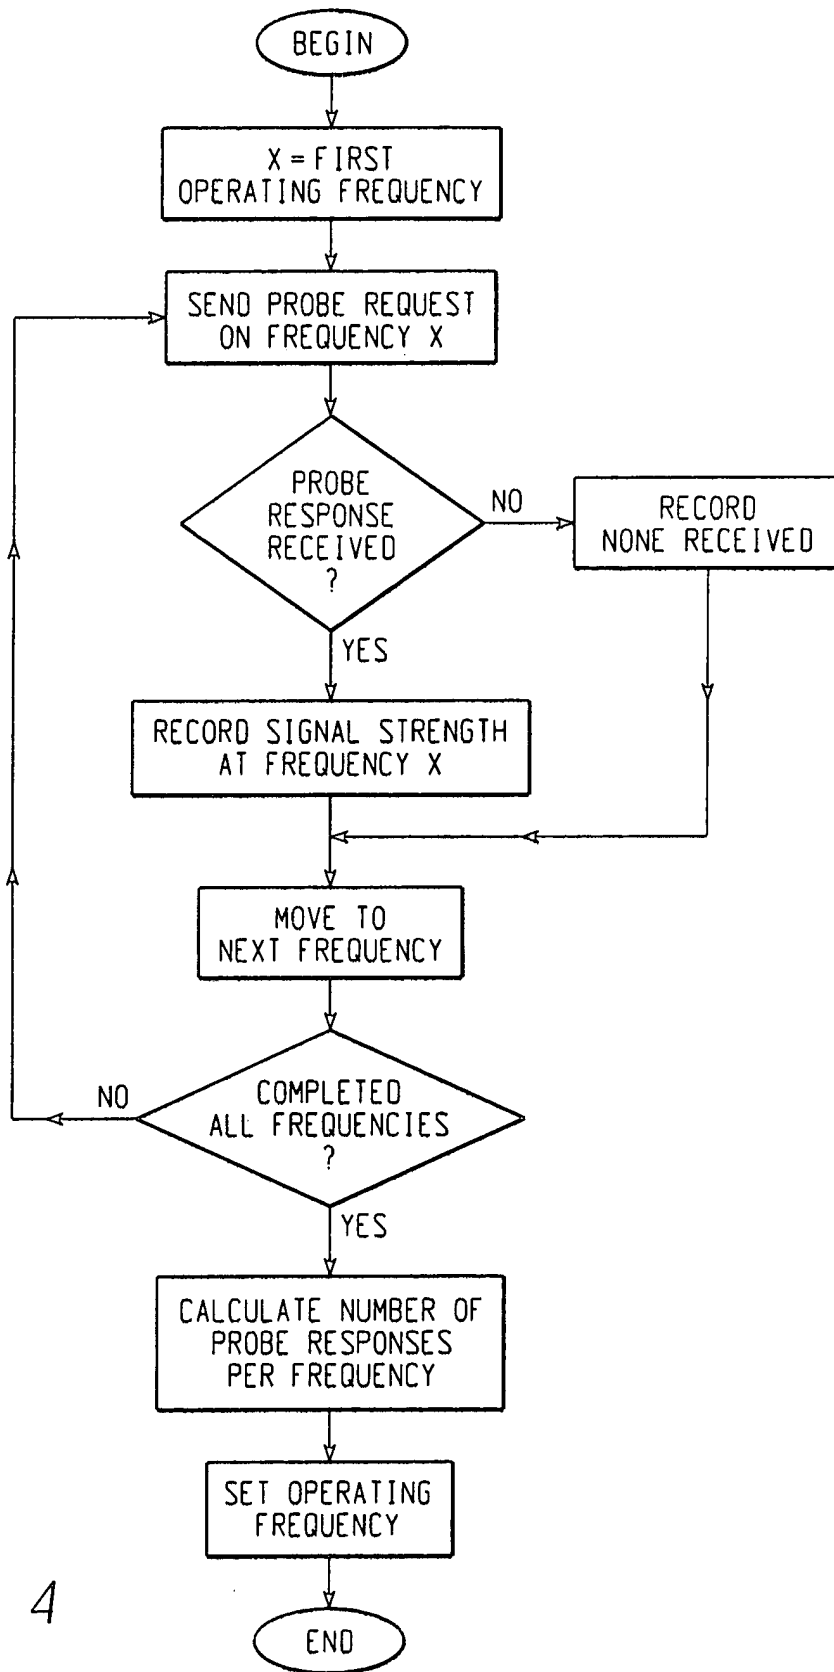 BEGIN
X = FIRST
OPERATING FREQUENCY
SEND PROBE REQUEST
ON FREQUENCY X
PROBE
RESPONSE
RECEIVED
?
NO
RECORD
NONE RECEIVED
YES
RECORD SIGNAL STRENGTH
AT FREQUENCY X
MOVE TO
NEXT FREQUENCY
COMPLETED
ALL FREQUENCIES
?
NO
YES
CALCULATE NUMBER OF
PROBE RESPONSES
PER FREQUENCY
SET OPERATING
FREQUENCY
END
4